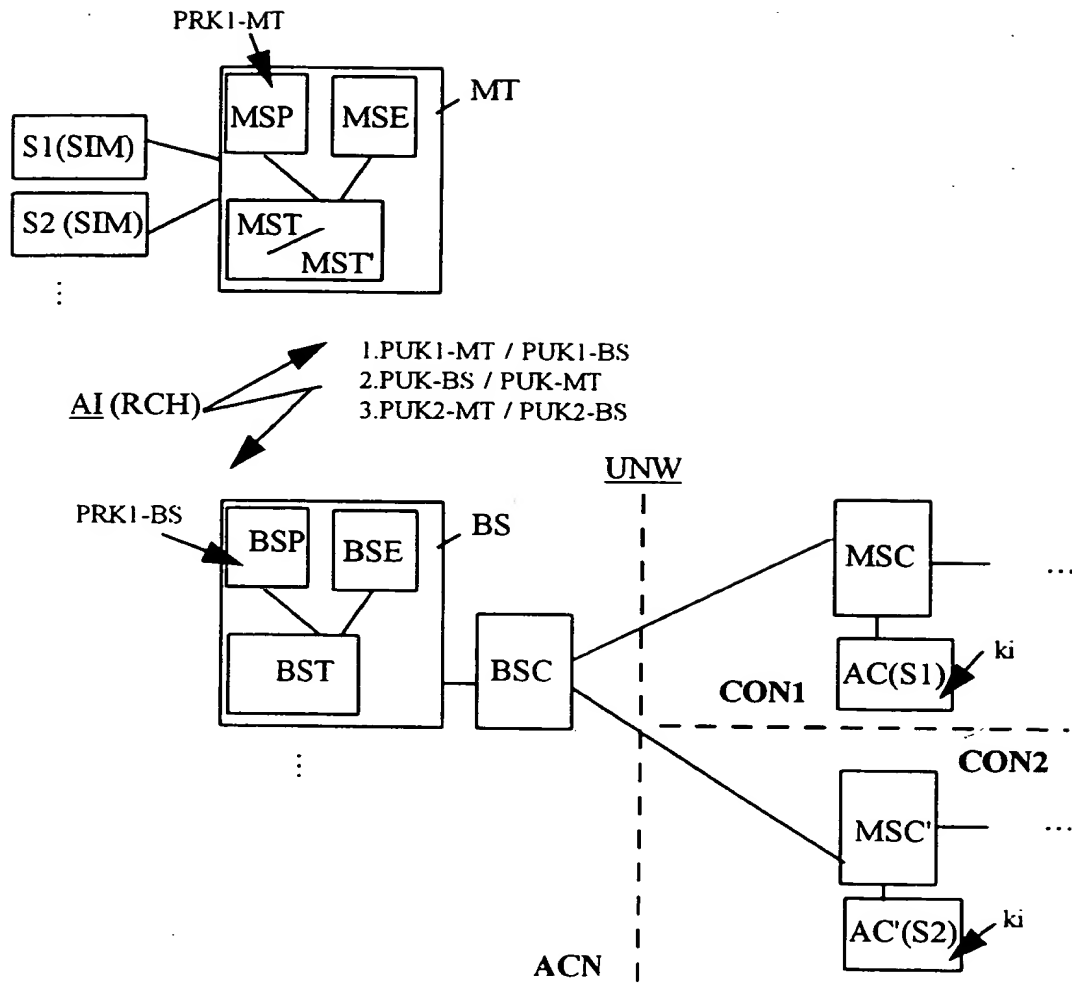 PRK1-MT
MSP
MSE
MT
S1(SIM)
S2 (SIM)
MST
MST'
⋮
1.PUK1-MT / PUK1-BS
2.PUK-BS / PUK-MT
3.PUK2-MT / PUK2-BS
AI (RCH)
UNW
PRK1-BS
BSP
BSE
BS
MSC
...
BST
BSC
AC(S1)
ki
CON1
⋮
CON2
MSC'
...
AC'(S2)
ki
ACN